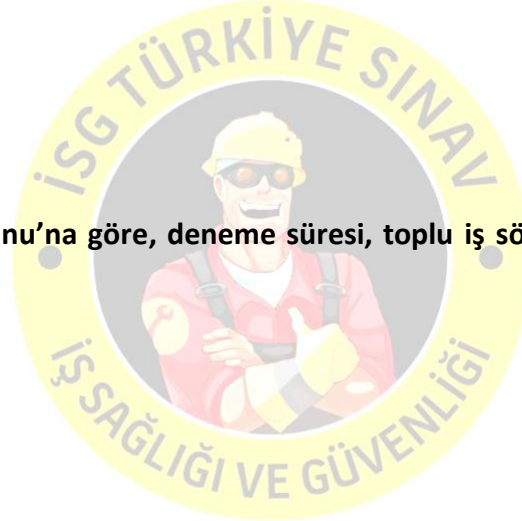 İSG TÜRKİYE SINAV
nu’na göre, deneme süresi, toplu iş sö
İŞ SAĞLIĞI VE GÜVENLİĞİ